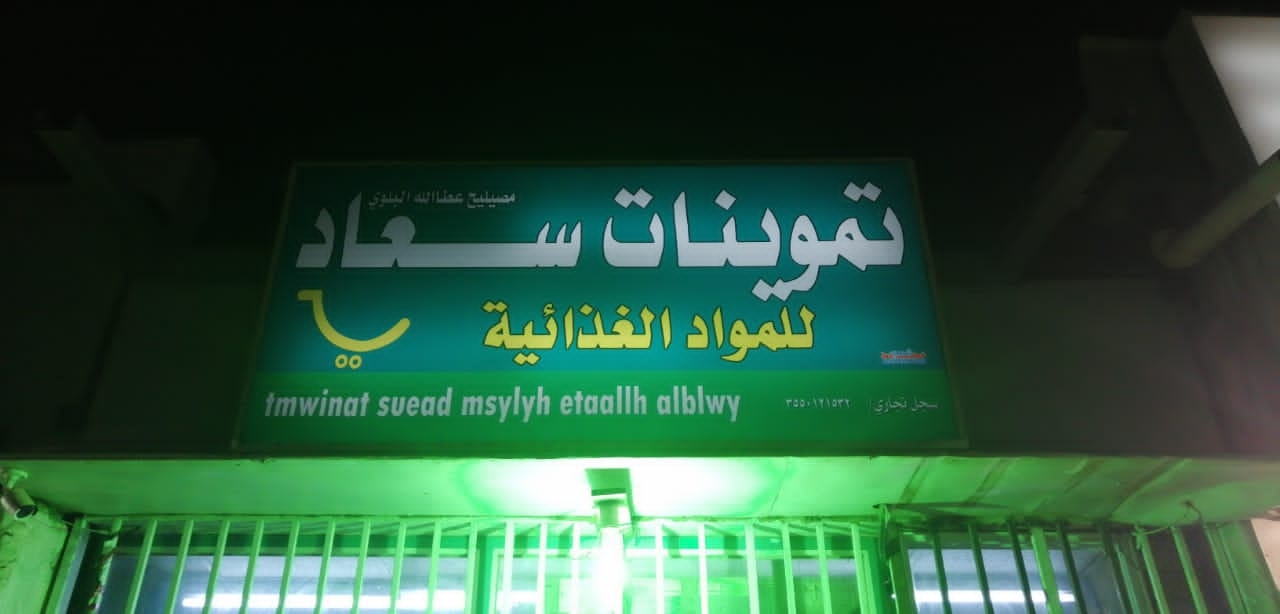 مصيليح عطاالله البلوي
تموينات سعاد
للمواد الغذائية
tmwinat suead msylyh etaallh alblwy
سجل تجاري: ٣٥٥٠١٢١٥٣٢